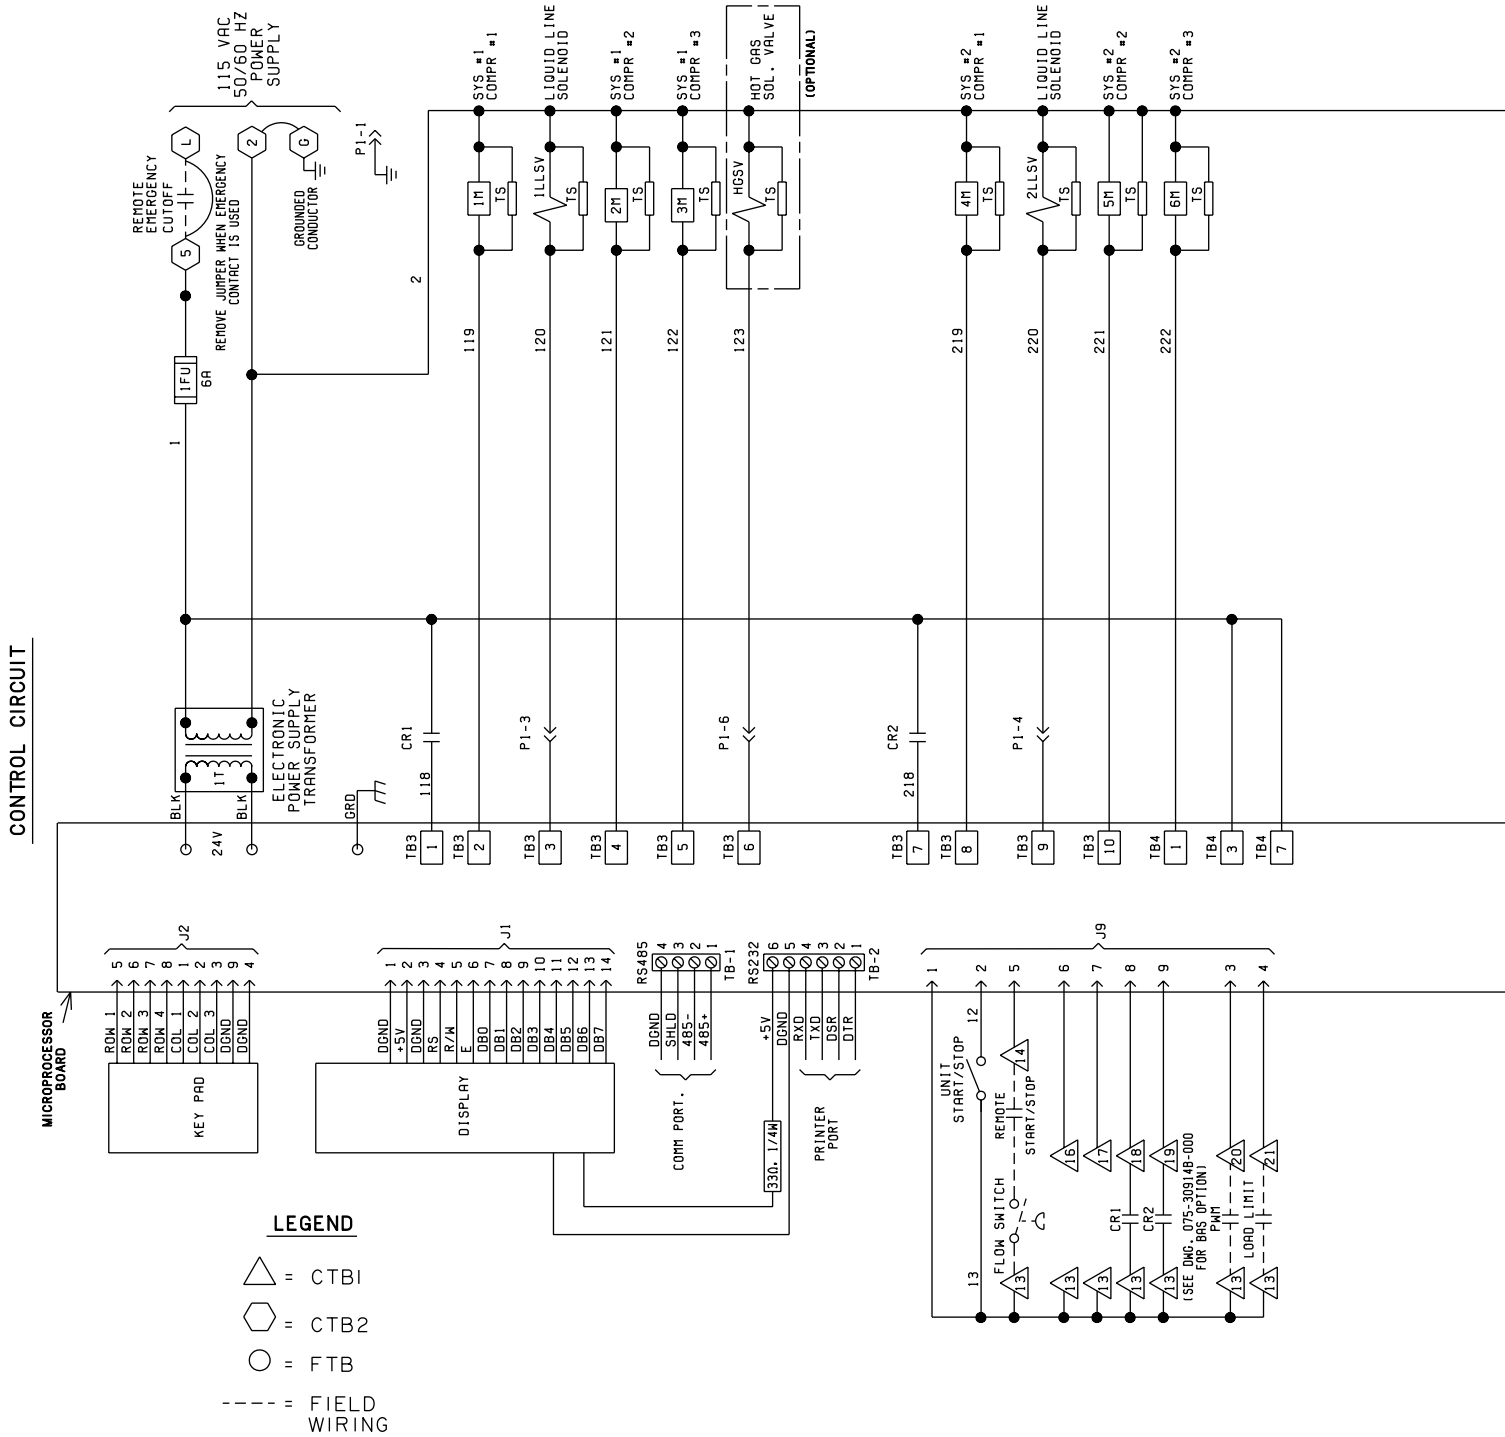 CONTROL CIRCUIT
115 VAC
50/60 HZ
POWER
SUPPLY
L
2
G
5
REMOTE
EMERGENCY
CUTOFF
REMOVE JUMPER WHEN EMERGENCY
CONTACT IS USED
GROUNDED
CONDUCTOR
P1-1
1FU
6A
1
2
SYS #1
COMPR #1
LIQUID LINE
SOLENOID
SYS #1
COMPR #2
SYS #1
COMPR #3
HOT GAS
SOL. VALVE
(OPTIONAL)
SYS #2
COMPR #1
LIQUID LINE
SOLENOID
SYS #2
COMPR #2
SYS #2
COMPR #3
1M
TS
1LLSV
TS
2M
TS
3M
TS
HGSV
TS
4M
TS
2LLSV
TS
5M
TS
6M
TS
119
120
121
122
123
219
220
221
222
1T
ELECTRONIC
POWER SUPPLY
TRANSFORMER
BLK
24V
BLK
GRD
CR1
118
P1-3
P1-6
CR2
218
P1-4
TB3
1
TB3
2
TB3
3
TB3
4
TB3
5
TB3
6
TB3
7
TB3
8
TB3
9
TB3
10
TB4
1
TB4
3
TB4
7
MICROPROCESSOR
BOARD
J2
5
6
7
8
1
2
3
9
4
ROW 1
ROW 2
ROW 3
ROW 4
COL 1
COL 2
COL 3
DGND
DGND
KEY PAD
J1
1
2
3
4
5
6
7
8
9
10
11
12
13
14
DGND
+5V
DGND
RS
R/W
E
DB0
DB1
DB2
DB3
DB4
DB5
DB6
DB7
DISPLAY
RS485
4
3
2
1
TB-1
DGND
SHLD
485-
485+
COMM PORT.
RS232
6
5
4
3
2
1
TB-2
+5V
DGND
RXD
TXD
DSR
DTR
33Ω. 1/4W
PRINTER
PORT
J9
1
2
5
6
7
8
9
3
4
12
UNIT
START/STOP
13
14
REMOTE
START/STOP
FLOW SWITCH
13
16
13
17
13
18
CR1
13
19
CR2
13
(SEE DWG. 075-30914B-000
FOR BAS OPTION)
20
PWM
13
21
LOAD LIMIT
13
LEGEND
= CTB1
= CTB2
= FTB
= FIELD
WIRING